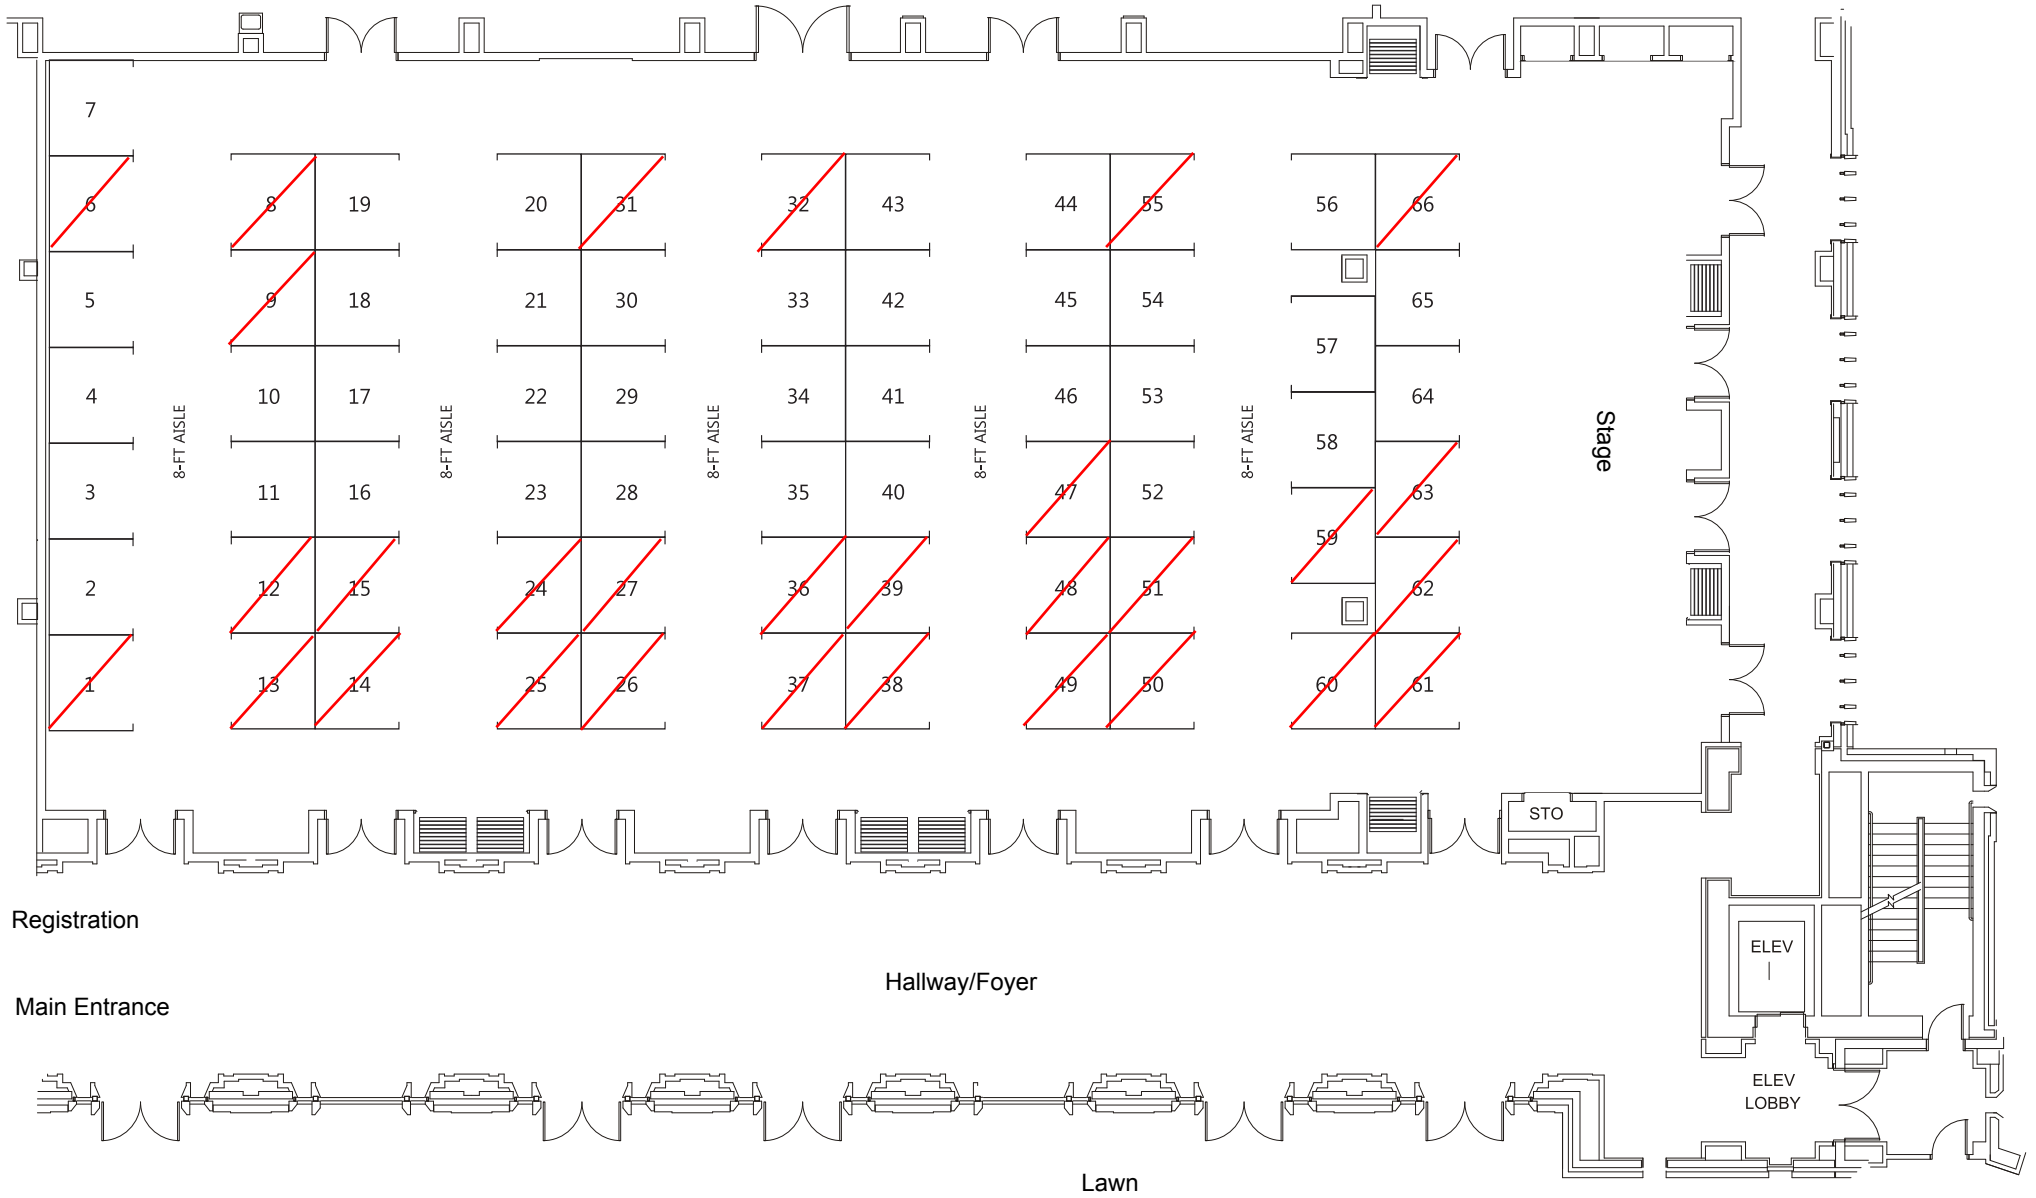 7
6 8 19 20 31 32 43 44 55 56 66
5 9 18 21 30 33 42 45 54 65
57
4 10 17 22 29 34 41 46 53 64
8-FT AISLE 8-FT AISLE 8-FT AISLE 8-FT AISLE 8-FT AISLE
Stage
58
3 11 16 23 28 35 40 47 52 63
59
2 12 15 24 27 36 39 48 51 62
1 13 14 25 26 37 38 49 50 60 61
STO
Registration
ELEV
Hallway/Foyer
Main Entrance
ELEV
LOBBY
Lawn